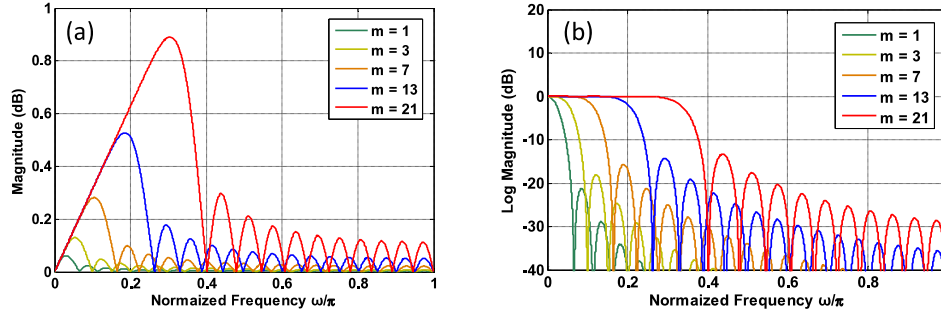 (a)
m = 1
m = 3
m = 7
m = 13
m = 21
Magnitude (dB)
1
0.8
0.6
0.4
0.2
0
0 0.2 0.4 0.6 0.8 1
Normaized Frequency ω/π
(b)
m = 1
m = 3
m = 7
m = 13
m = 21
Log Magnitude (dB)
20
10
0
-10
-20
-30
-40
0 0.2 0.4 0.6 0.8
Normaized Frequency ω/π